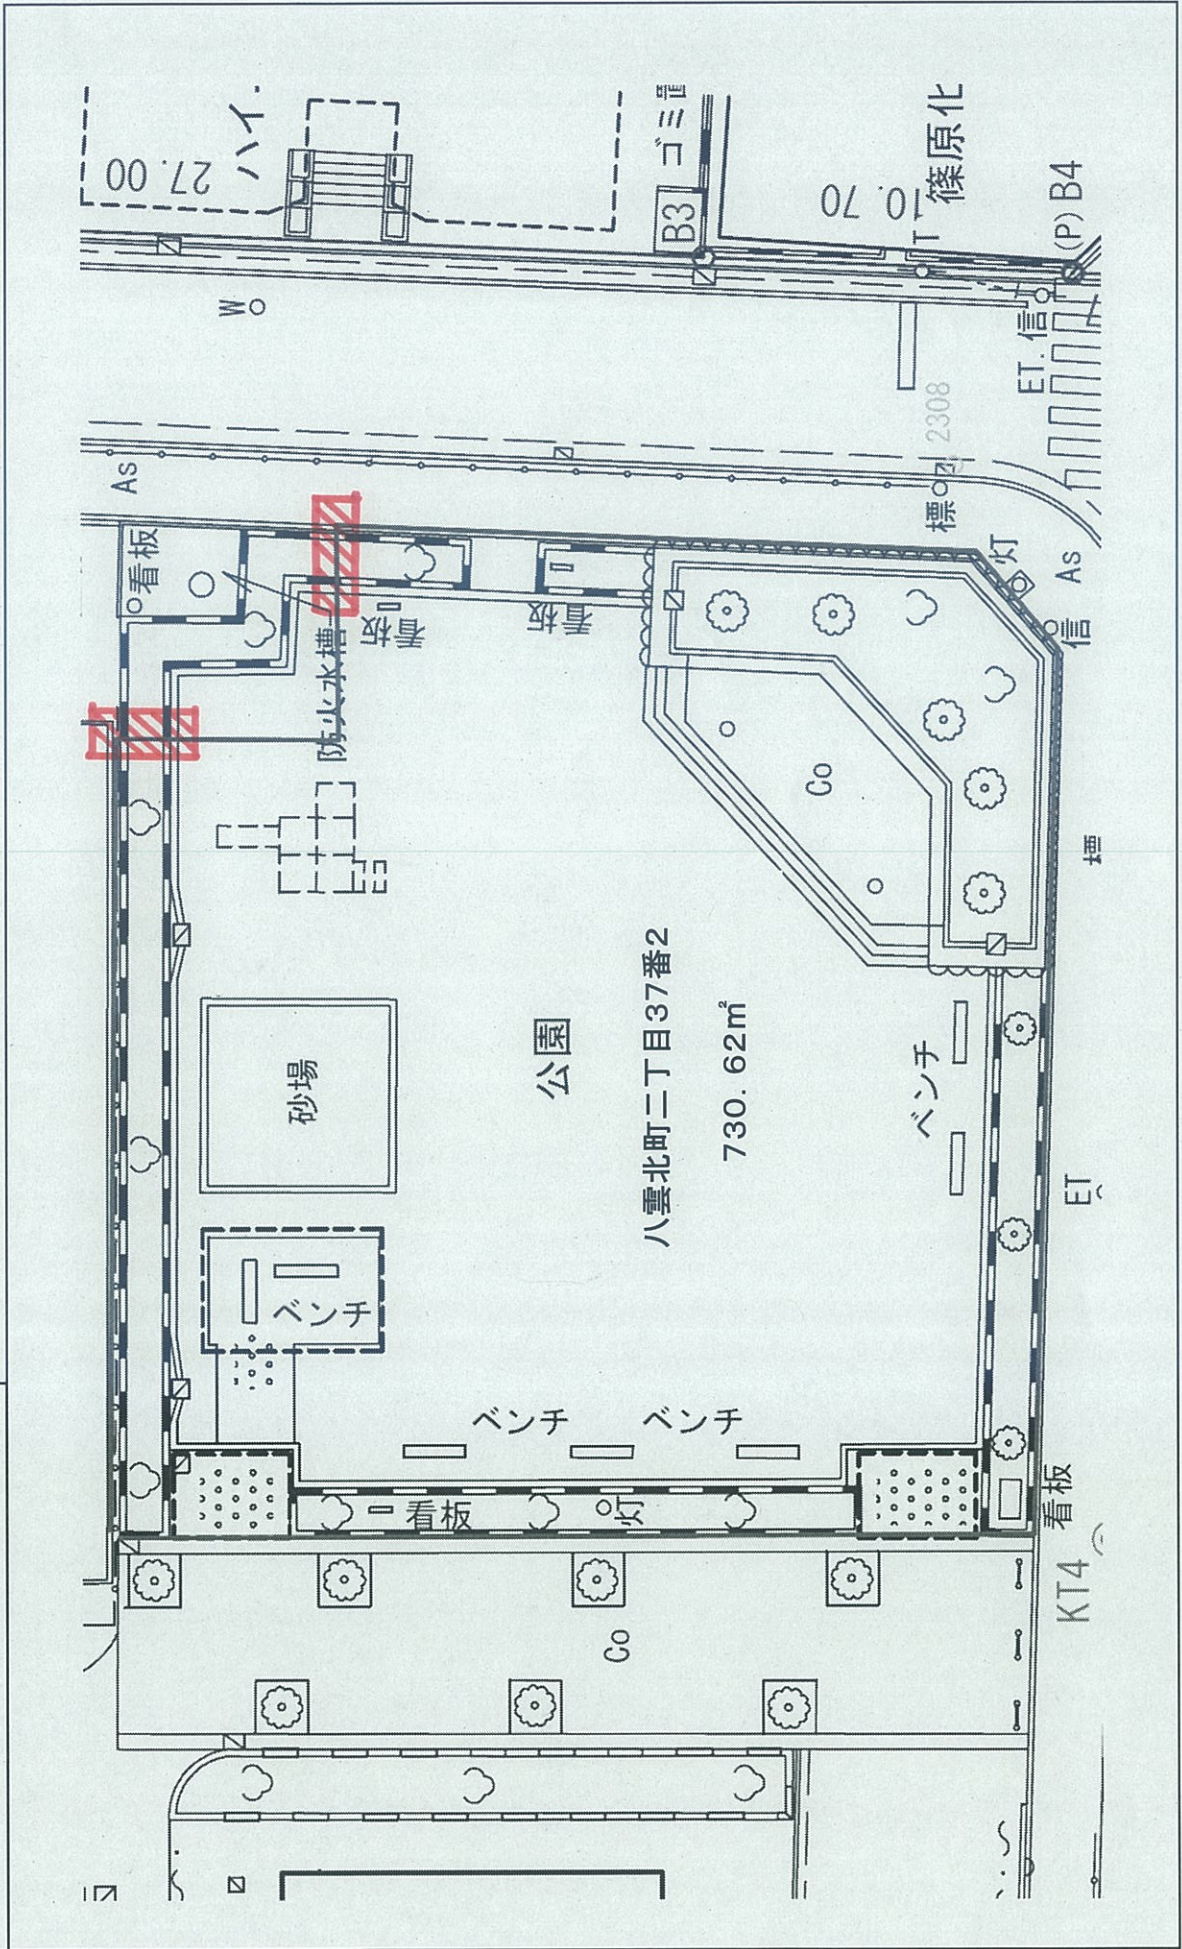 27.00
ハイ.
ゴミ置
B3
10.70
T
篠原化
(P) B4
W
ET. 信
2308
As
標
看板
防火水槽
看板
看板
灯
As
信
Co
標
砂場
公園
八雲北町二丁目37番2
730.62㎡
ベンチ
ET
ベンチ
ベンチ
ベンチ
看板
灯
看板
KT4
Co